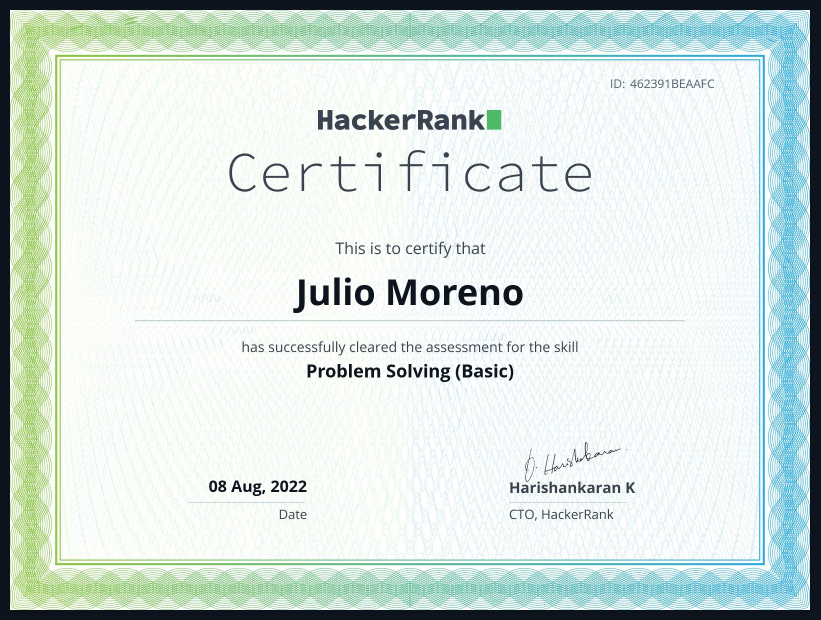 ID: 462391BEAAFC
HackerRank
Certificate
This is to certify that
Julio Moreno
has successfully cleared the assessment for the skill
Problem Solving (Basic)
08 Aug, 2022
Date
Harishankaran K
CTO, HackerRank